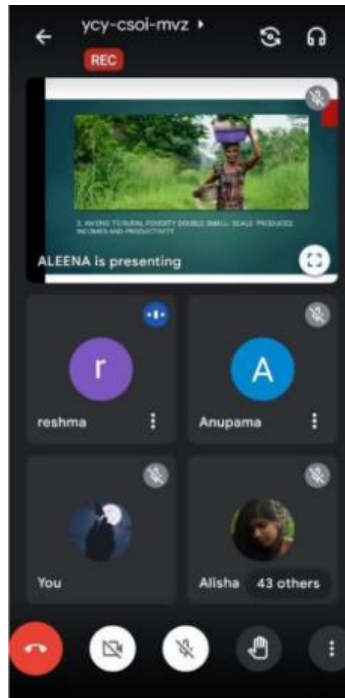 ycy-csoi-mvz
REC
2. AN END TO RURAL POVERTY: DOUBLE SMALL- SCALE PRODUCES
INCOMES AND PRODUCTIVITY
ALEENA is presenting
r
reshma
A
Anupama
You
Alisha
43 others